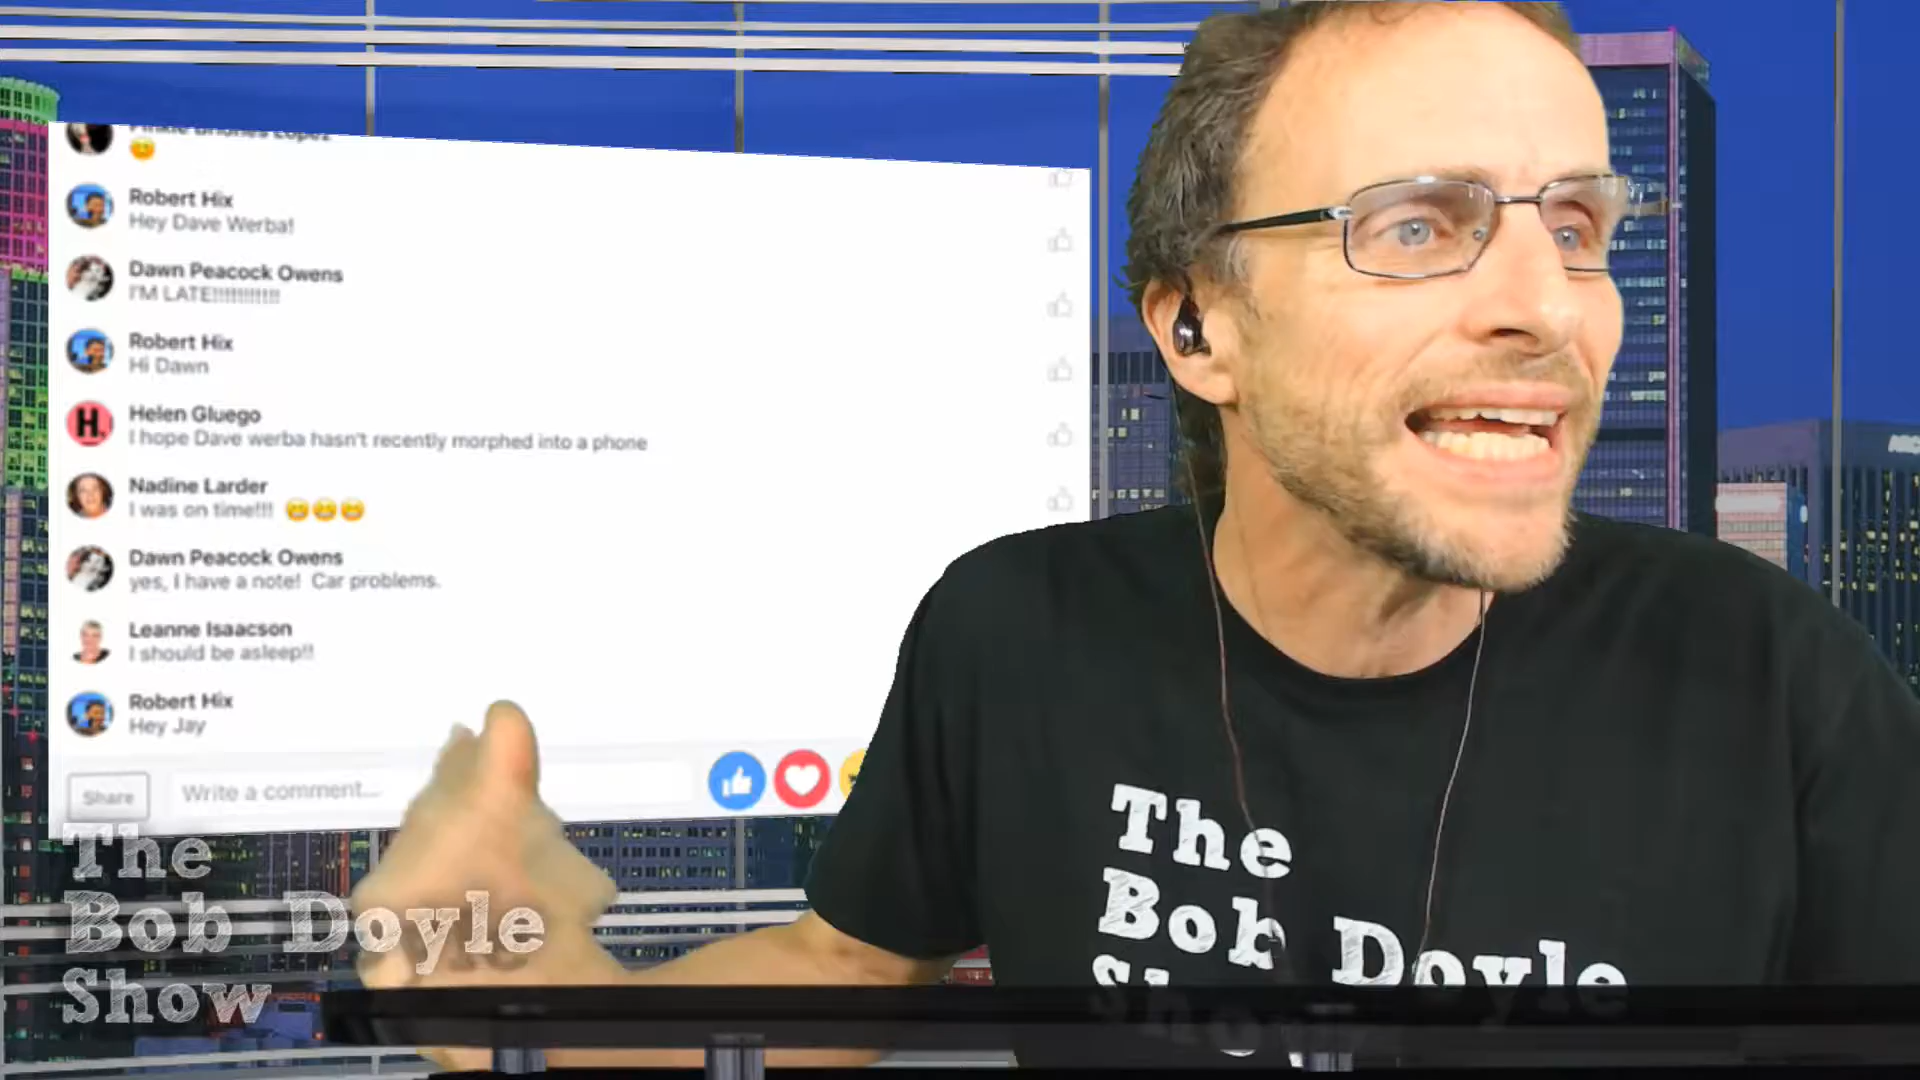 Robert Hix
Hey Dave Werba!
Dawn Peacock Owens
I'M LATE!!!!!!!!!!!!
Robert Hix
Hi Dawn
H.
Helen Gluego
I hope Dave werba hasn't recently morphed into a phone
Nadine Larder
I was on time!!!
Dawn Peacock Owens
yes, I have a note!  Car problems.
Leanne Isaacson
I should be asleep!!
Robert Hix
Hey Jay
Share
Write a comment...
The
Bob Doyle
Show
The
Bob Doyle
Show